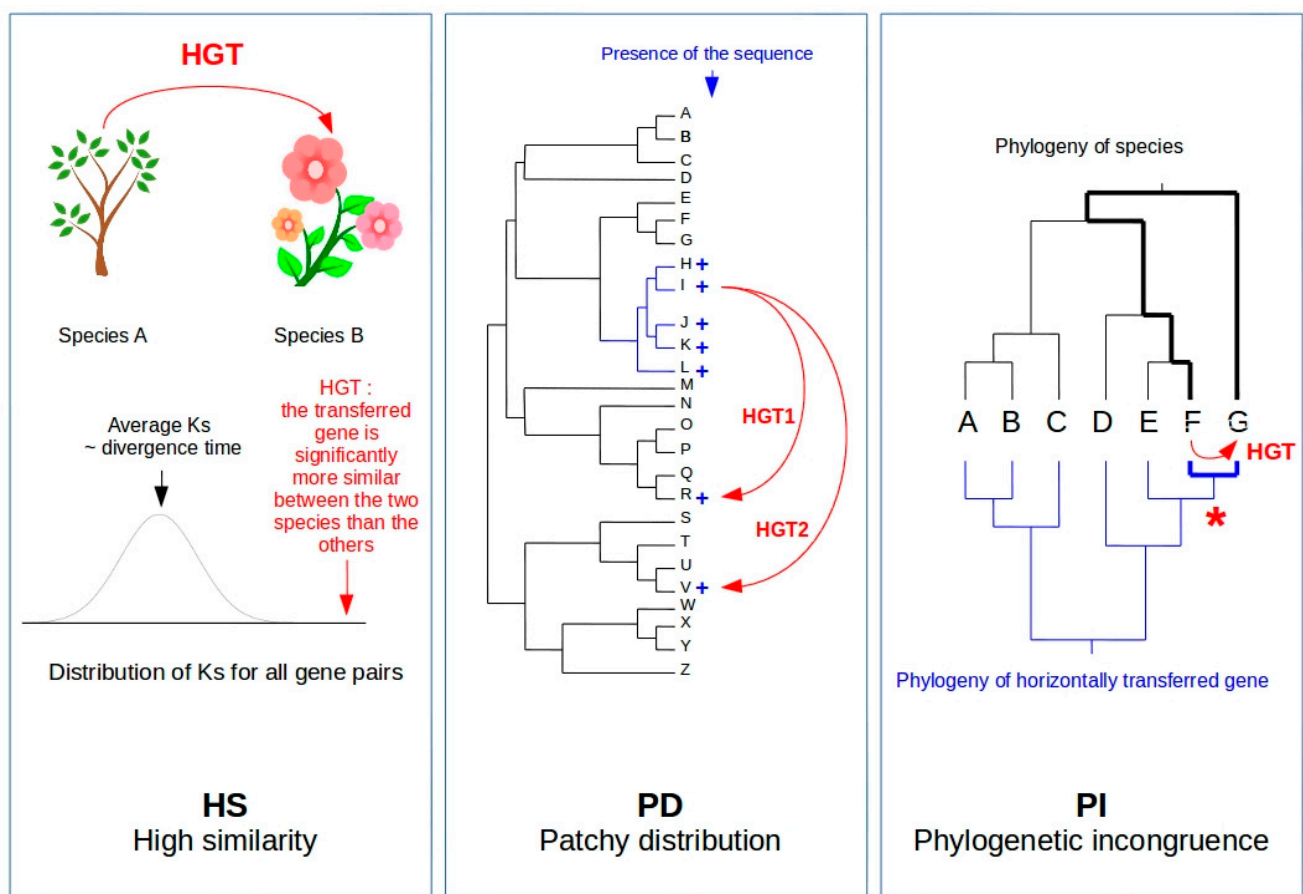 HGT
Species A
Species B
Average Ks
~ divergence time
HGT :
the transferred
gene is
significantly
more similar
between the two
species than the
others
Distribution of Ks for all gene pairs
HS
High similarity
Presence of the sequence
A
B
C
D
E
F
G
H +
I +
J +
K +
L +
M
N
O
P
Q
R +
S
T
U
V +
W
X
Y
Z
HGT1
HGT2
PD
Patchy distribution
Phylogeny of species
A B C D E F G
HGT
*
Phylogeny of horizontally transferred gene
PI
Phylogenetic incongruence